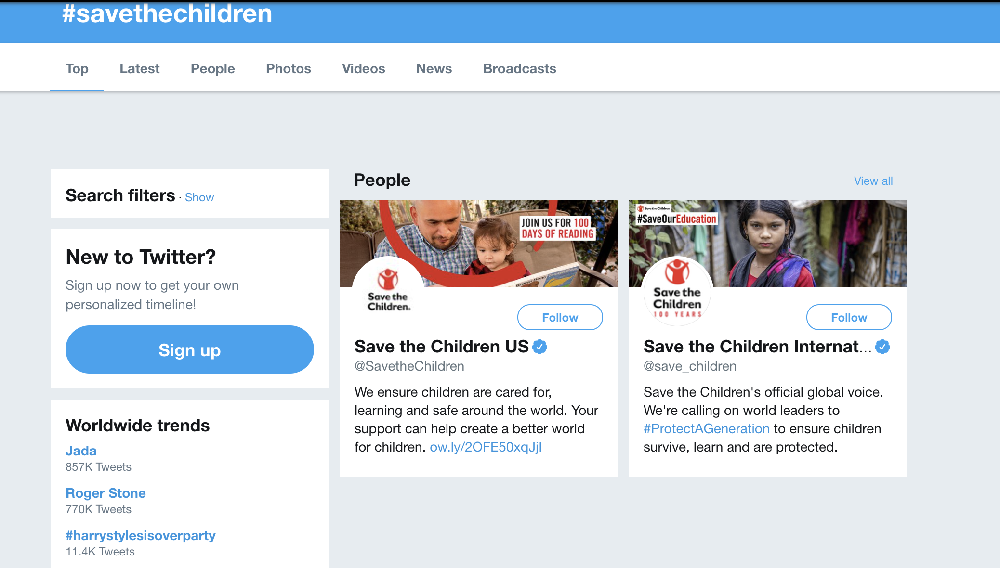 #savethechildren
Top
Latest
People
Photos
Videos
News
Broadcasts
Search filters · Show
New to Twitter?
Sign up now to get your own
personalized timeline!
Sign up
Worldwide trends
Jada
857K Tweets
Roger Stone
770K Tweets
#harrystylesisoverparty
11.4K Tweets
People
View all
JOIN US FOR 100
DAYS OF READING
Brown Bear,
Save the
Children.
Follow
Save the Children US
@SavetheChildren
We ensure children are cared for,
learning and safe around the world. Your
support can help create a better world
for children. ow.ly/2OFE50xqJjI
Save the Children
#SaveOurEducation
Save the
Children
100 YEARS
Follow
Save the Children Internat...
@save_children
Save the Children's official global voice.
We're calling on world leaders to
#ProtectAGeneration to ensure children
survive, learn and are protected.